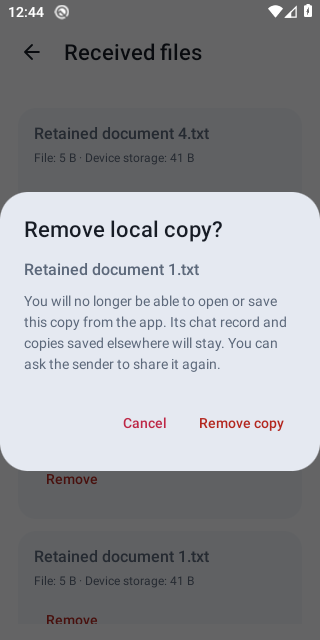 12:44
Received files
Retained document 4.txt
File: 5 B · Device storage: 41 B
Remove local copy?
Retained document 1.txt
You will no longer be able to open or save
this copy from the app. Its chat record and
copies saved elsewhere will stay. You can
ask the sender to share it again.
Cancel
Remove copy
Remove
Retained document 1.txt
File: 5 B · Device storage: 41 B
Remove